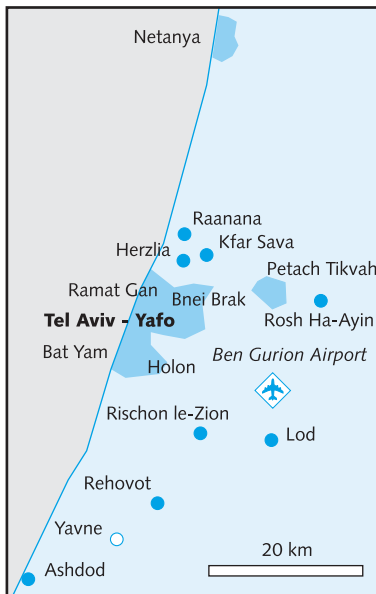 Netanya
Raanana
Herzlia
Kfar Sava
Petach Tikvah
Ramat Gan
Bnei Brak
Tel Aviv - Yafo
Rosh Ha-Ayin
Bat Yam
Holon
Ben Gurion Airport
Rischon le-Zion
Lod
Rehovot
Yavne
20 km
Ashdod